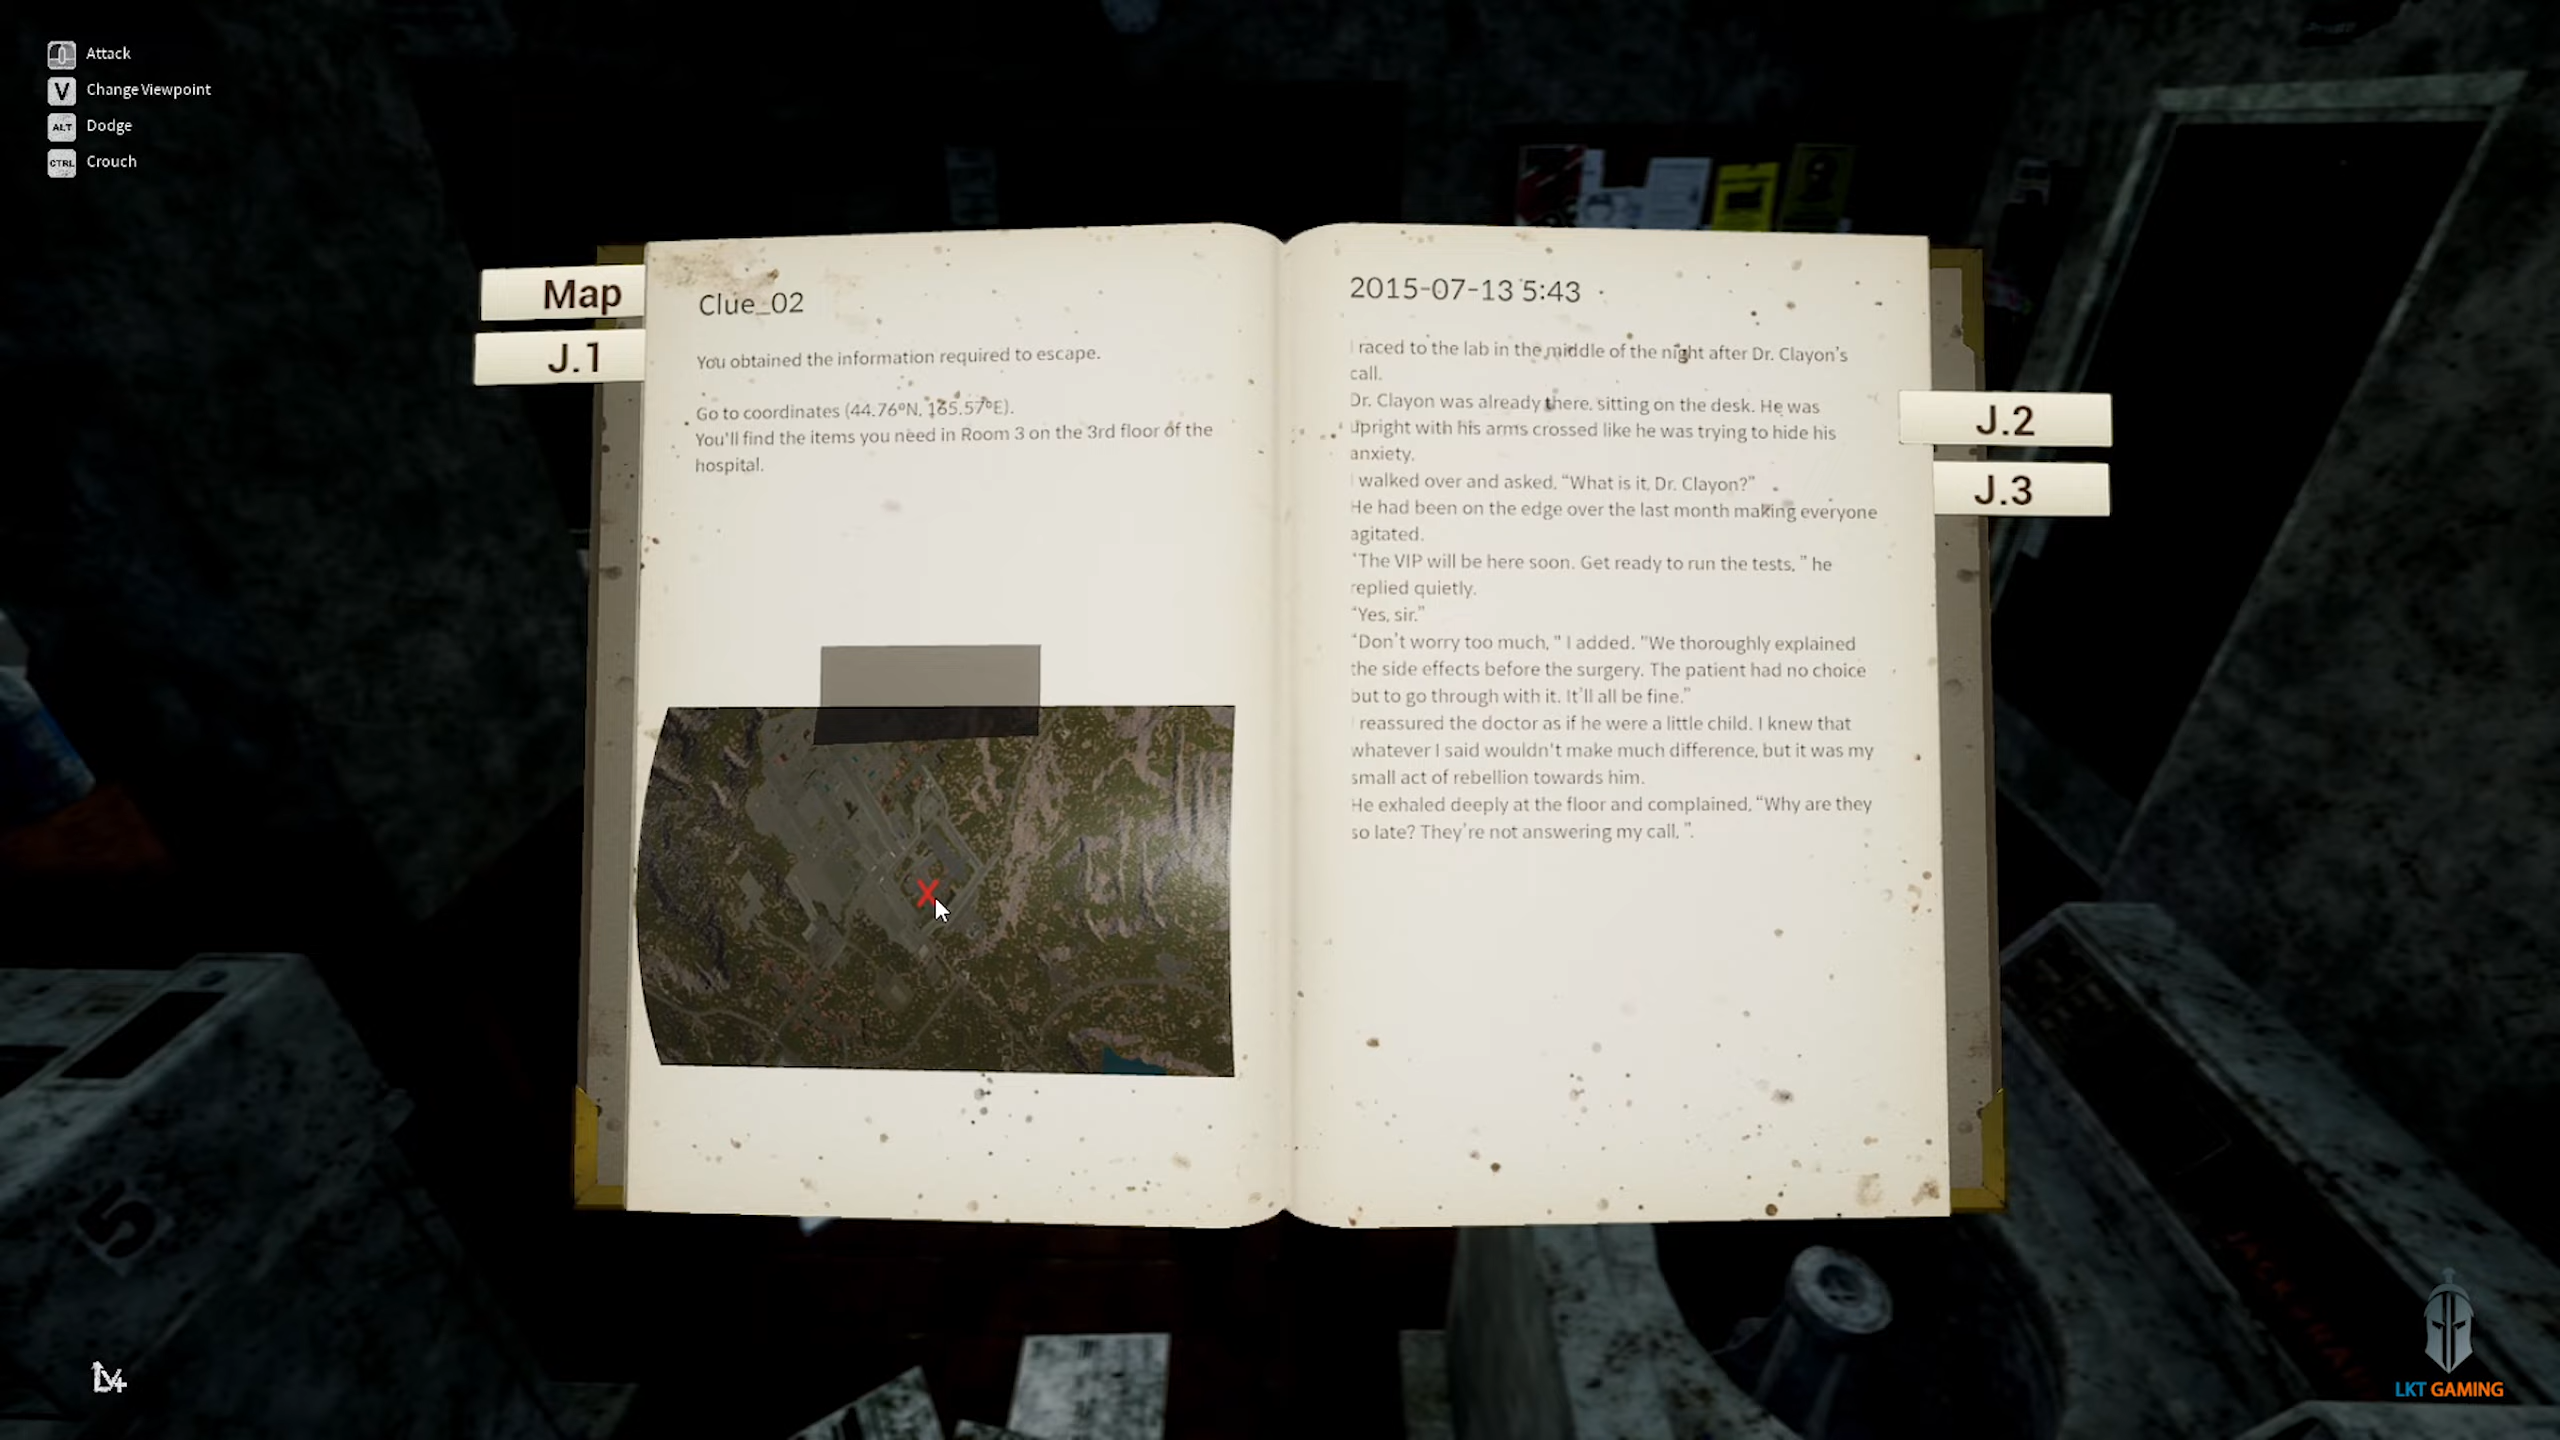 Attack
V Change Viewpoint
ALT Dodge
CTRL Crouch
Map
J.1
Clue_02
You obtained the information required to escape.
Go to coordinates (44.76ºN, 165.57ºE).
You'll find the items you need in Room 3 on the 3rd floor of the
hospital.
X
2015-07-13 5:43
I raced to the lab in the middle of the night after Dr. Clayon's
call.
Dr. Clayon was already there, sitting on the desk. He was
upright with his arms crossed like he was trying to hide his
anxiety.
I walked over and asked, “What is it, Dr. Clayon?”
He had been on the edge over the last month making everyone
agitated.
“The VIP will be here soon. Get ready to run the tests, ” he
replied quietly.
“Yes, sir.”
“Don't worry too much, " I added. "We thoroughly explained
the side effects before the surgery. The patient had no choice
but to go through with it. It'll all be fine.”
I reassured the doctor as if he were a little child. I knew that
whatever I said wouldn't make much difference, but it was my
small act of rebellion towards him.
He exhaled deeply at the floor and complained, “Why are they
so late? They're not answering my call, ”.
J.2
J.3
5
LKT GAMING